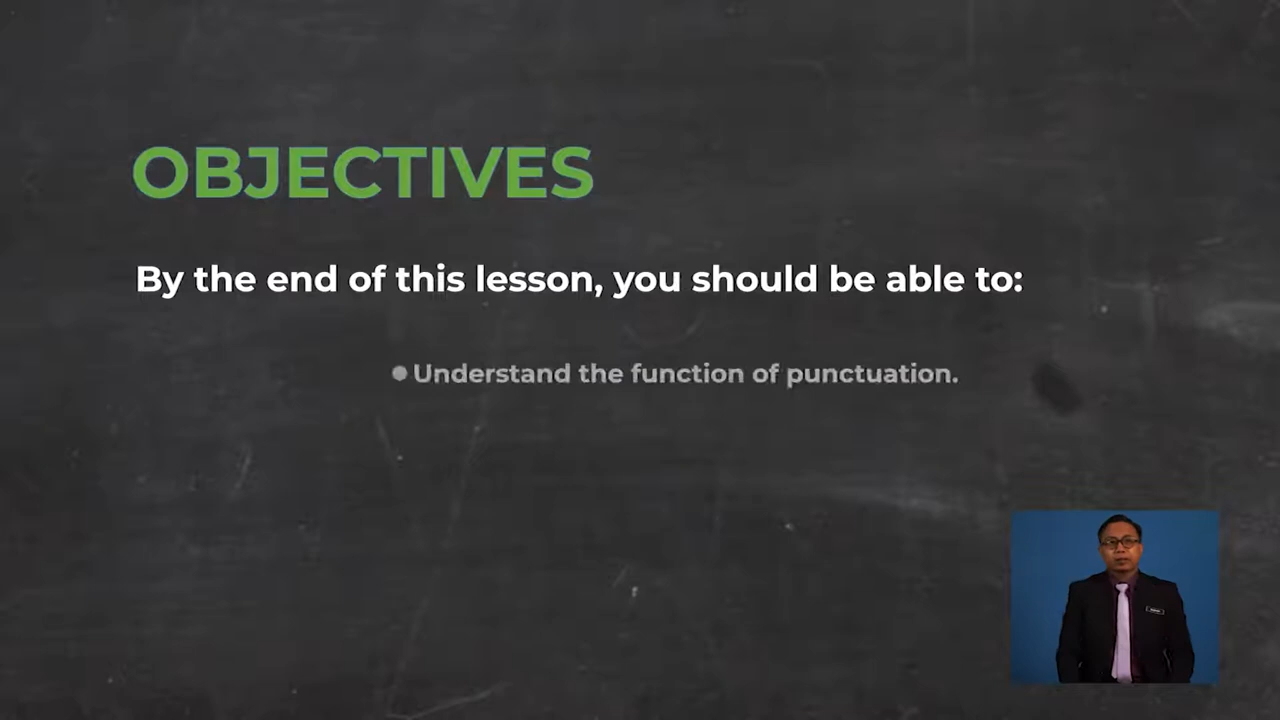 OBJECTIVES
By the end of this lesson, you should be able to:
● Understand the function of punctuation.